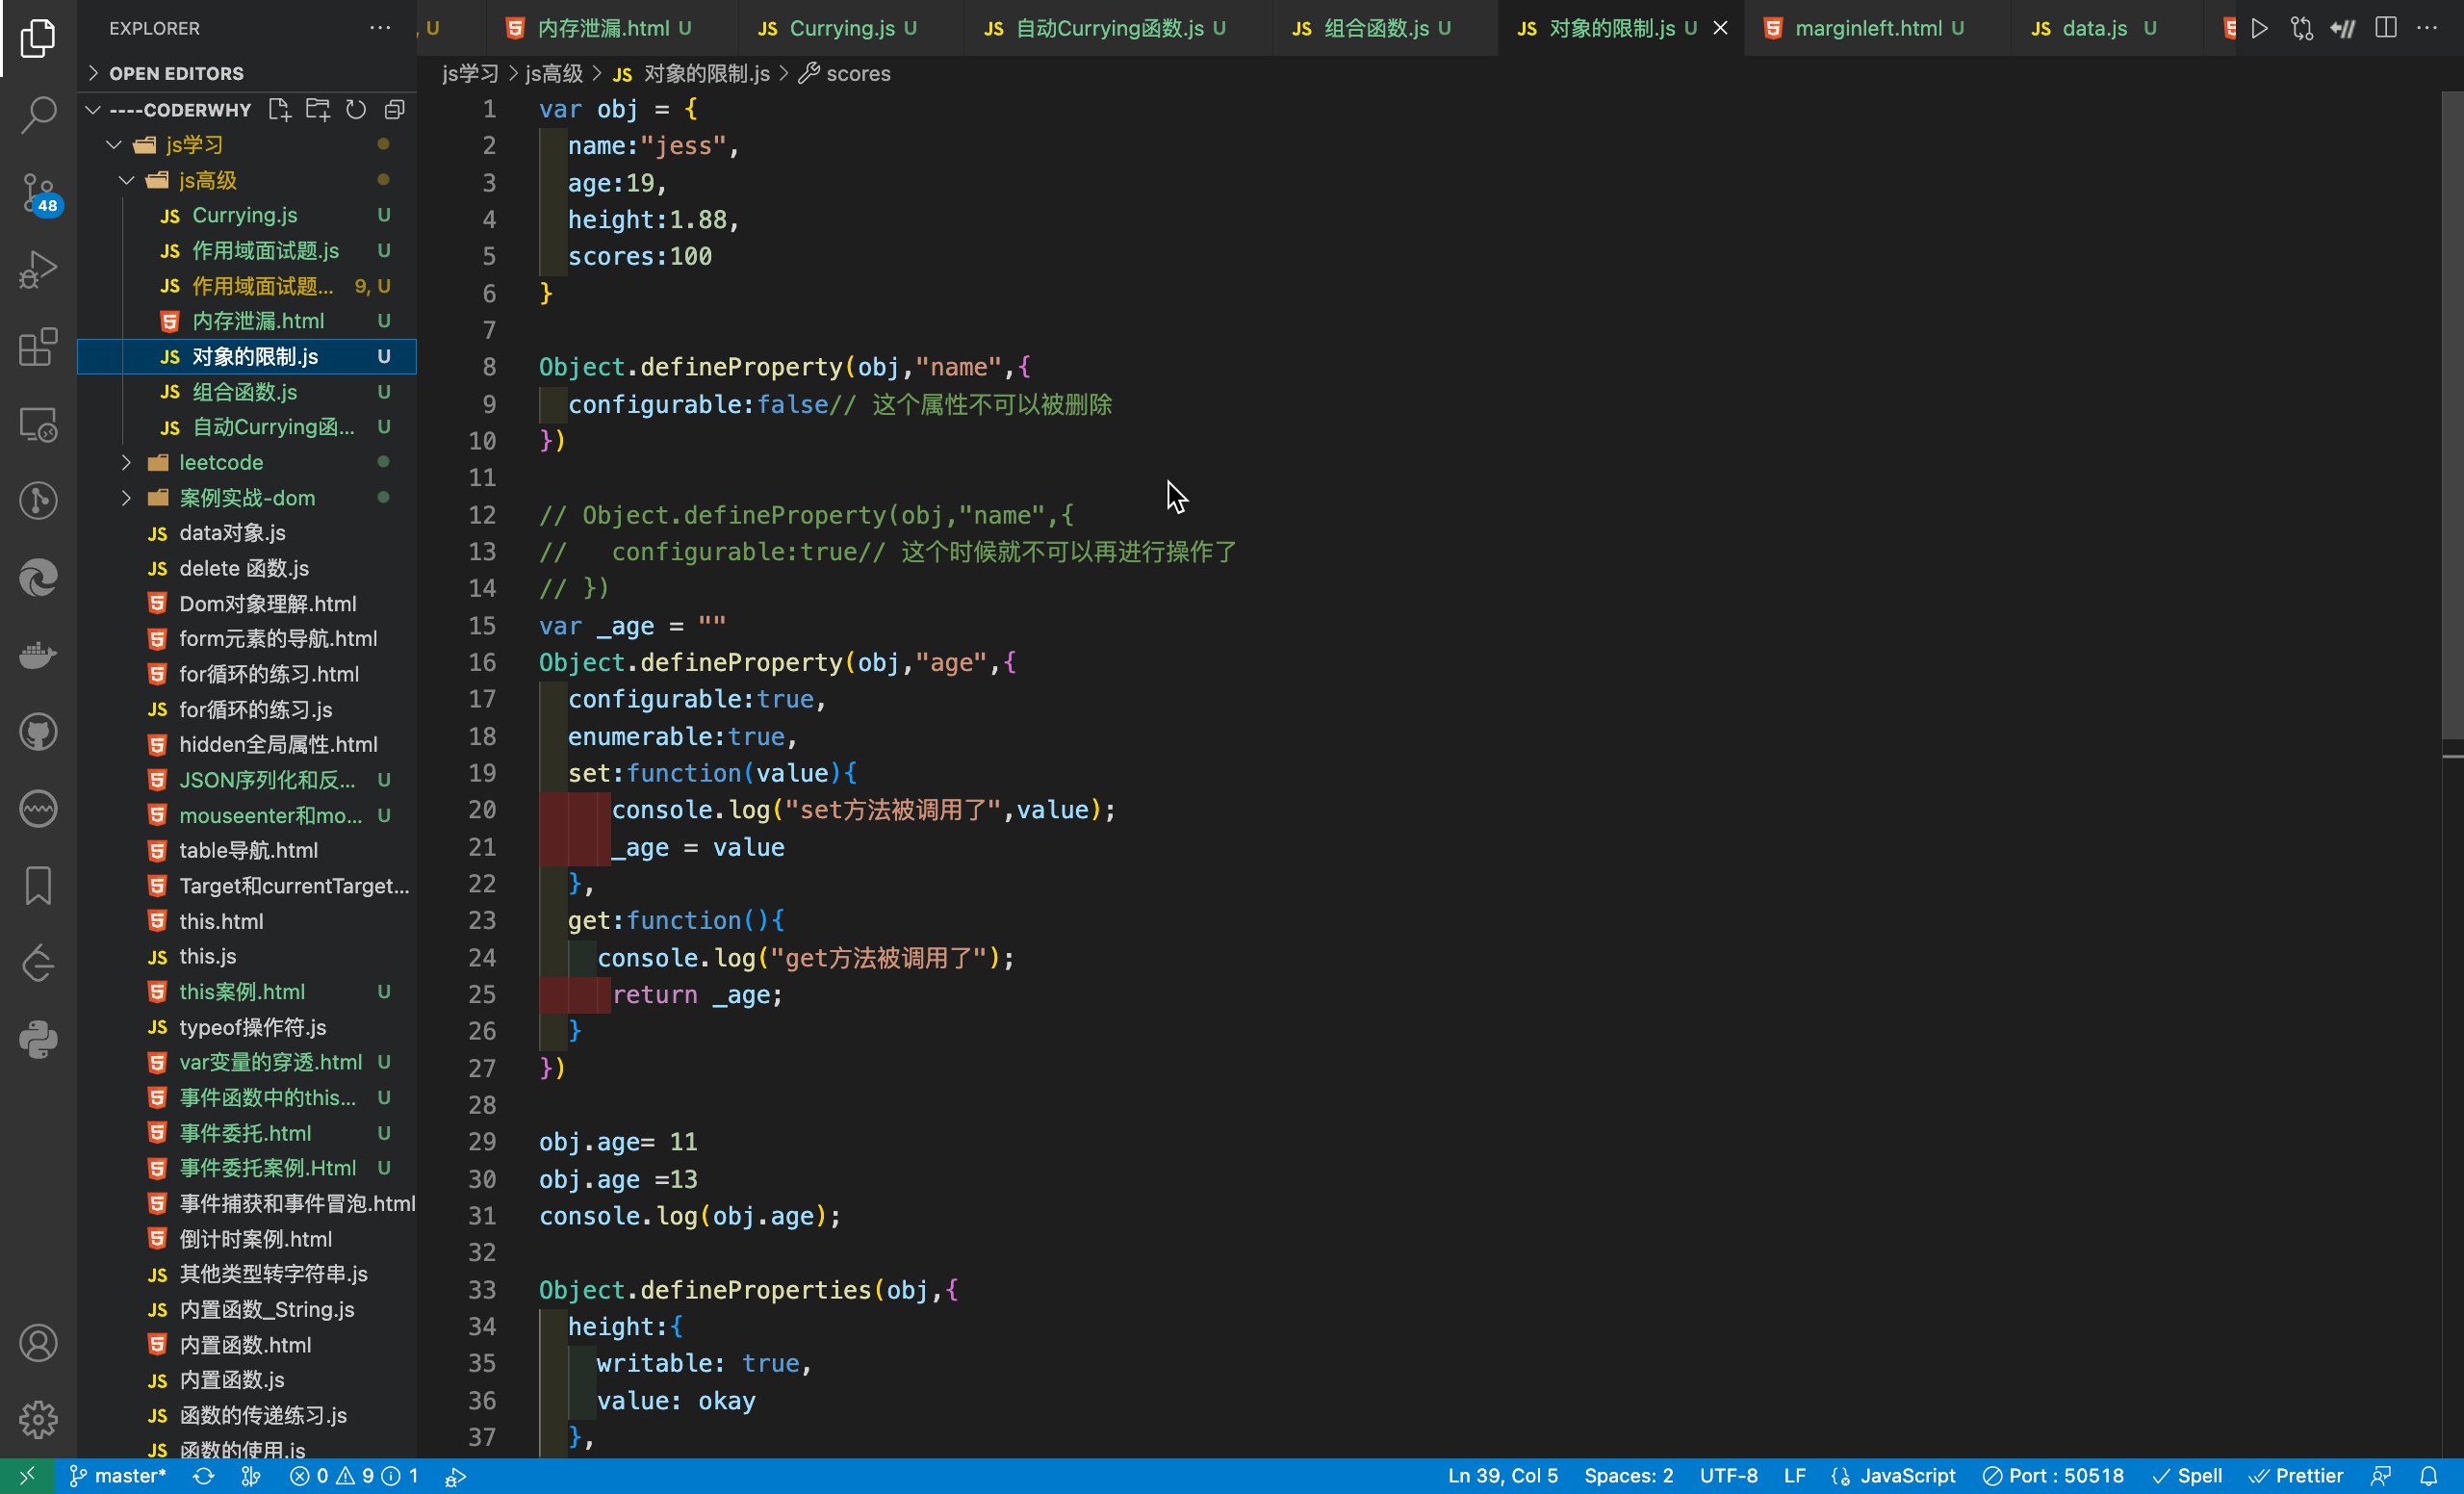 EXPLORER
, U
内存泄漏.html U
JS Currying.js U
JS 自动Currying函数.js U
JS 组合函数.js U
JS 对象的限制.js U
marginleft.html U
JS data.js U
js学习 > js高级 > JS 对象的限制.js > scores
OPEN EDITORS
----CODERWHY
js学习
js高级
JS Currying.js U
JS 作用域面试题.js U
JS 作用域面试题... 9, U
内存泄漏.html U
JS 对象的限制.js U
JS 组合函数.js U
JS 自动Currying函... U
leetcode
案例实战-dom
JS data对象.js
JS delete 函数.js
Dom对象理解.html
form元素的导航.html
for循环的练习.html
JS for循环的练习.js
hidden全局属性.html
JSON序列化和反... U
mouseenter和mo... U
table导航.html
Target和currentTarget...
this.html
JS this.js
this案例.html U
JS typeof操作符.js
var变量的穿透.html U
事件函数中的this... U
事件委托.html U
事件委托案例.Html U
事件捕获和事件冒泡.html
倒计时案例.html
JS 其他类型转字符串.js
JS 内置函数_String.js
内置函数.html
JS 内置函数.js
JS 函数的传递练习.js
JS 函数的使用.js
48
1 var obj = {
2 name:"jess",
3 age:19,
4 height:1.88,
5 scores:100
6 }
7
8 Object.defineProperty(obj,"name",{
9 configurable:false// 这个属性不可以被删除
10 })
11
12 // Object.defineProperty(obj,"name",{
13 //   configurable:true// 这个时候就不可以再进行操作了
14 // })
15 var _age = ""
16 Object.defineProperty(obj,"age",{
17 configurable:true,
18 enumerable:true,
19 set:function(value){
20 console.log("set方法被调用了",value);
21 _age = value
22 },
23 get:function(){
24 console.log("get方法被调用了");
25 return _age;
26 }
27 })
28
29 obj.age= 11
30 obj.age =13
31 console.log(obj.age);
32
33 Object.defineProperties(obj,{
34 height:{
35 writable: true,
36 value: okay
37 },
master* 0 9 1 Ln 39, Col 5 Spaces: 2 UTF-8 LF JavaScript Port : 50518 Spell Prettier